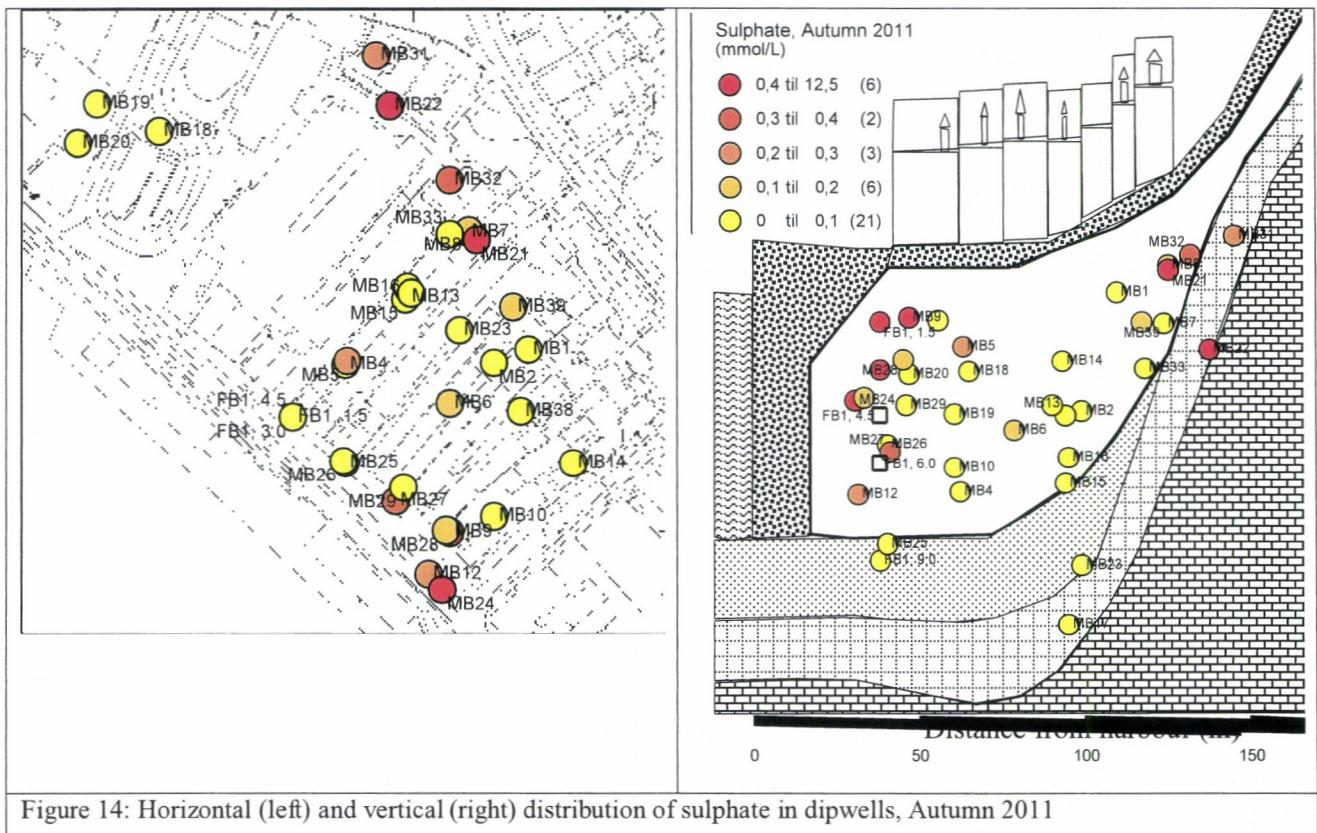 MB31
MB22
MB19
MB18
MB20
MB32
MB33
MB7
MB8
MB21
MB16
MB13
MB15
MB39
MB23
MB1
MB4
MB2
FB1, 4.5
MB6
FB1, 1.5
MB38
FB1, 3.0
MB25
MB14
MB26
MB29
MB27
MB10
MB9
MB28
MB12
MB24
Sulphate, Autumn 2011
(mmol/L)
0,4 til 12,5 (6)
0,3 til 0,4 (2)
0,2 til 0,3 (3)
0,1 til 0,2 (6)
0 til 0,1 (21)
MB32
MB31
MB8
MB21
MB1
MB9
FB1, 1.5
MB39
MB7
MB5
MB22
MB28
MB20
MB18
MB14
MB33
MB24
FB1, 4.5
MB29
MB19
MB13
MB2
MB6
MB27
MB26
FB1, 6.0
MB10
MB16
MB12
MB4
MB15
MB25
FB1, 9.0
MB23
Distance from harbour (m)
0 50 100 150
Figure 14: Horizontal (left) and vertical (right) distribution of sulphate in dipwells, Autumn 2011